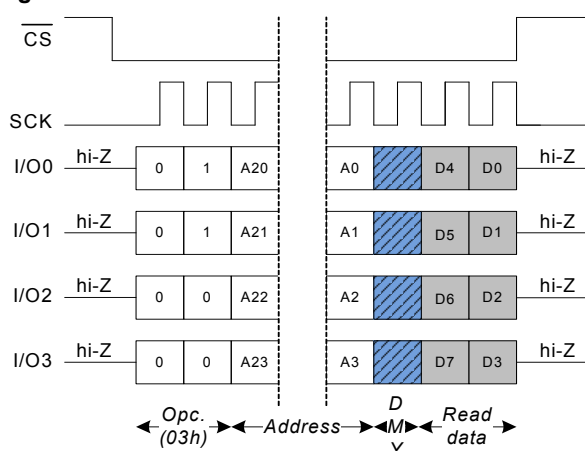 CS
SCK
I/O0 hi-Z 0 1 A20 A0 D4 D0 hi-Z
I/O1 hi-Z 0 1 A21 A1 D5 D1 hi-Z
I/O2 hi-Z 0 0 A22 A2 D6 D2 hi-Z
I/O3 hi-Z 0 0 A23 A3 D7 D3 hi-Z
Opc. (03h) Address D M Y Read data